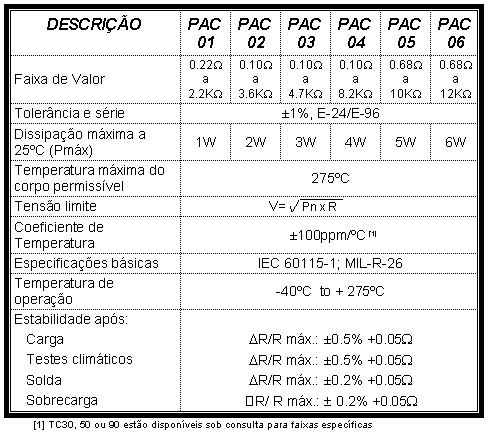 DESCRIÇÃO PAC 01 PAC 02 PAC 03 PAC 04 PAC 05 PAC 06
Faixa de Valor 0.22Ω a 2.2KΩ 0.10Ω a 3.6KΩ 0.10Ω a 4.7KΩ 0.10Ω a 8.2KΩ 0.68Ω a 10KΩ 0.68Ω a 12KΩ
Tolerância e série ±1%, E-24/E-96
Dissipação máxima a 25ºC (Pmáx) 1W 2W 3W 4W 5W 6W
Temperatura máxima do corpo permissível 275ºC
Tensão limite V= √Pn x R
Coeficiente de Temperatura ±100ppm/ºC [1]
Especificações básicas IEC 60115-1; MIL-R-26
Temperatura de operação -40ºC to + 275ºC
Estabilidade após:
Carga ΔR/R máx.: ±0.5% +0.05Ω
Testes climáticos ΔR/R máx.: ±0.5% +0.05Ω
Solda ΔR/R máx.: ±0.2% +0.05Ω
Sobrecarga □R/ R máx.: ± 0.2% +0.05Ω
[1] TC30, 50 ou 90 estão disponíveis sob consulta para faixas específicas